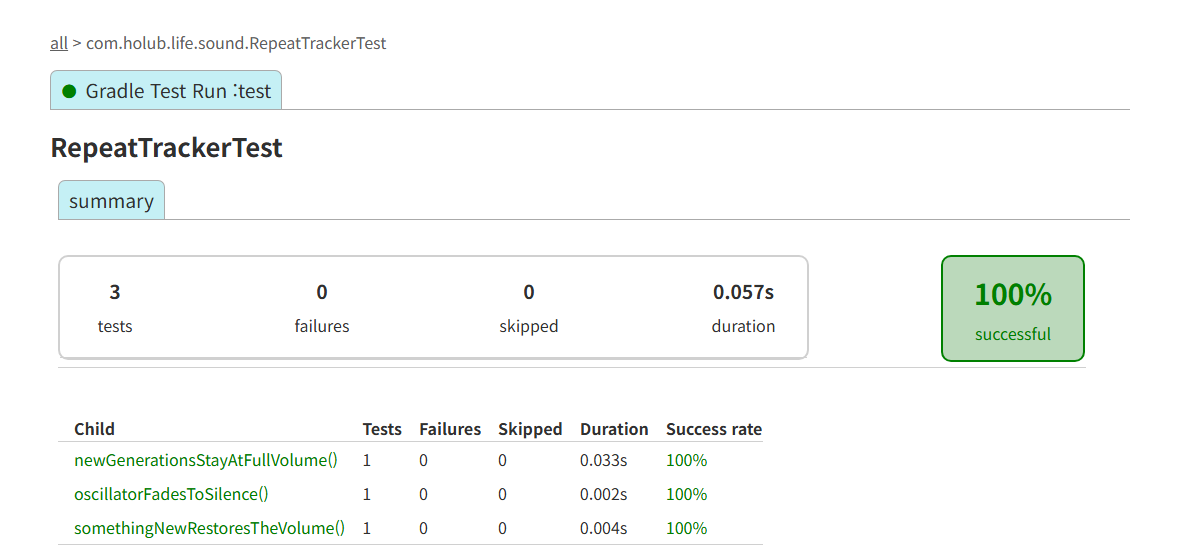 all > com.holub.life.sound.RepeatTrackerTest
Gradle Test Run :test
RepeatTrackerTest
summary
3 0 0 0.057s 100%
tests failures skipped duration successful
Child Tests Failures Skipped Duration Success rate
newGenerationsStayAtFullVolume() 1 0 0 0.033s 100%
oscillatorFadesToSilence() 1 0 0 0.002s 100%
somethingNewRestoresTheVolume() 1 0 0 0.004s 100%